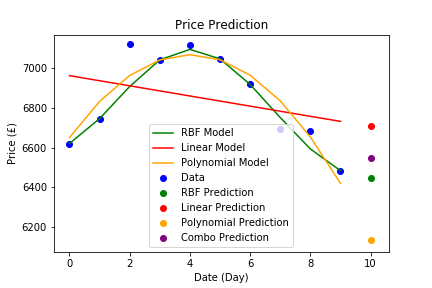 Price Prediction
Price (£)
7000
6800
6600
6400
6200
RBF Model
Linear Model
Polynomial Model
Data
RBF Prediction
Linear Prediction
Polynomial Prediction
Combo Prediction
0 2 4 6 8 10
Date (Day)